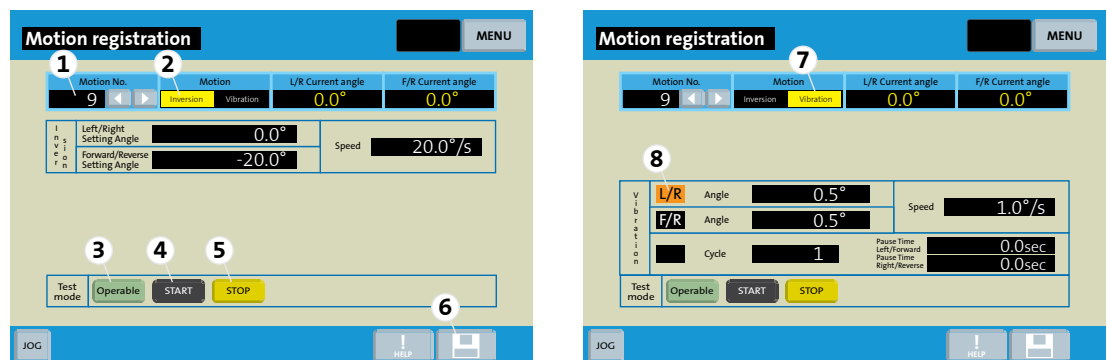 Motion registration
MENU
1
2
Motion No.
Motion
L/R Current angle
F/R Current angle
9
Inversion
Vibration
0.0°
0.0°
Inversion
Left/Right
Setting Angle
0.0°
Forward/Reverse
Setting Angle
-20.0°
Speed
20.0°/s
3
4
5
Test
mode
Operable
START
STOP
6
JOG
!
HELP
Motion registration
MENU
7
Motion No.
Motion
L/R Current angle
F/R Current angle
9
Inversion
Vibration
0.0°
0.0°
8
Vibration
L/R
Angle
0.5°
F/R
Angle
0.5°
Speed
1.0°/s
Cycle
1
Pause Time
Left/Forward
0.0sec
Pause Time
Right/Reverse
0.0sec
Test
mode
Operable
START
STOP
JOG
!
HELP